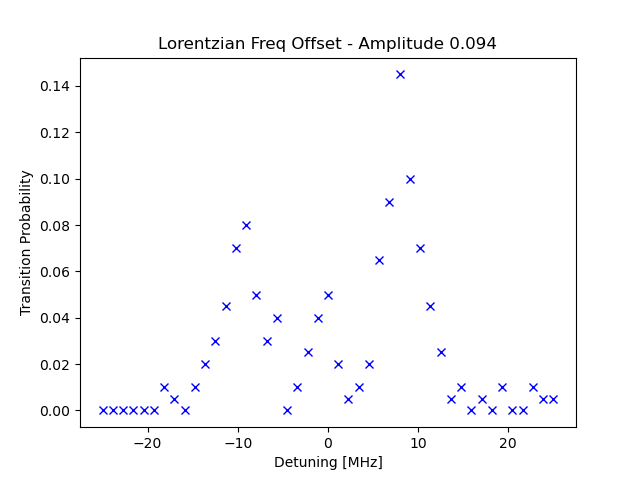 Lorentzian Freq Offset - Amplitude 0.094
0.14
0.12
0.10
0.08
0.06
0.04
0.02
0.00
Transition Probability
−20 −10 0 10 20
Detuning [MHz]